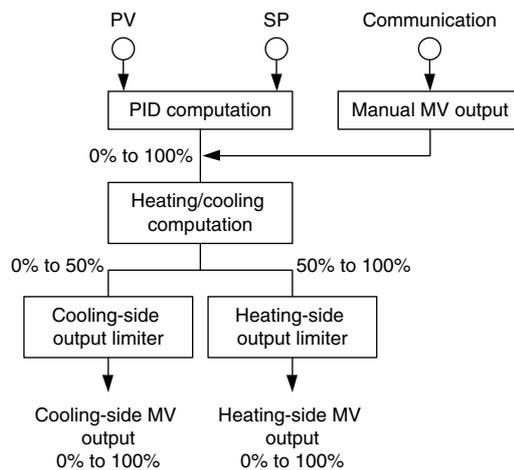 PV
SP
Communication
PID computation
Manual MV output
0% to 100%
Heating/cooling
computation
0% to 50%
50% to 100%
Cooling-side
output limiter
Heating-side
output limiter
Cooling-side MV
output
0% to 100%
Heating-side MV
output
0% to 100%